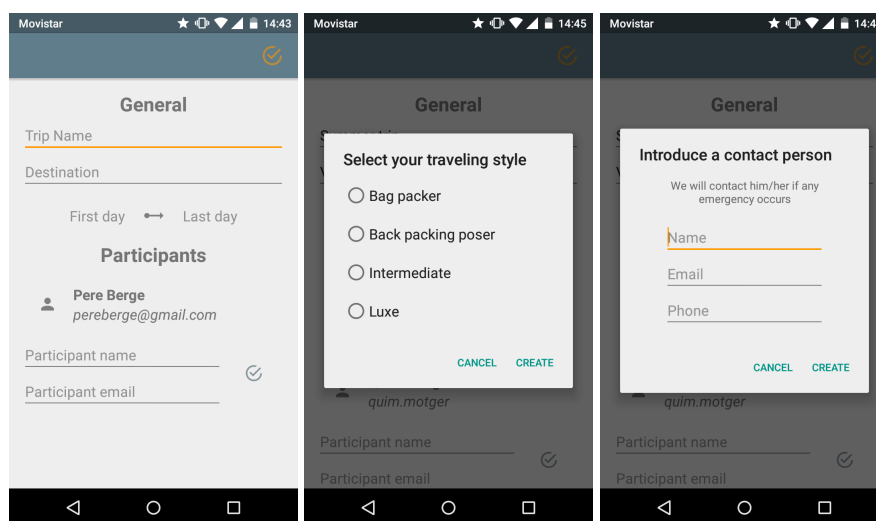 Movistar 14:43
General
Trip Name
Destination
First day Last day
Participants
Pere Berge
pereberge@gmail.com
Participant name
Participant email
Movistar 14:45
General
Select your traveling style
Bag packer
Back packing poser
Intermediate
Luxe
CANCEL CREATE
quim.motger
Participant name
Participant email
Movistar 14:4
General
Introduce a contact person
We will contact him/her if any
emergency occurs
Name
Email
Phone
CANCEL CREATE
quim.motger
Participant name
Participant email